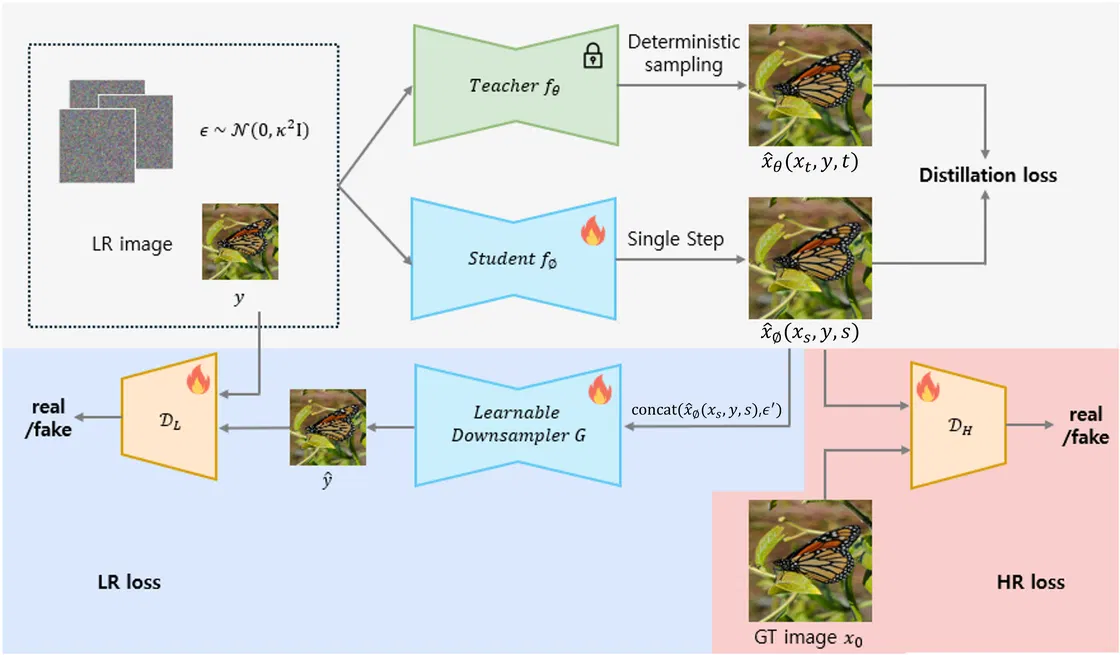 Teacher f_θ
Deterministic
sampling
x̂_θ(x_t, y, t)
ϵ ~ 𝒩(0, κ²I)
LR image
y
Student f_∅
Single Step
x̂_∅(x_s, y, s)
Distillation loss
real
/fake
𝒟_L
ŷ
Learnable
Downsampler G
concat(x̂_∅(x_s, y, s),ϵ′)
𝒟_H
real
/fake
LR loss
GT image x_0
HR loss